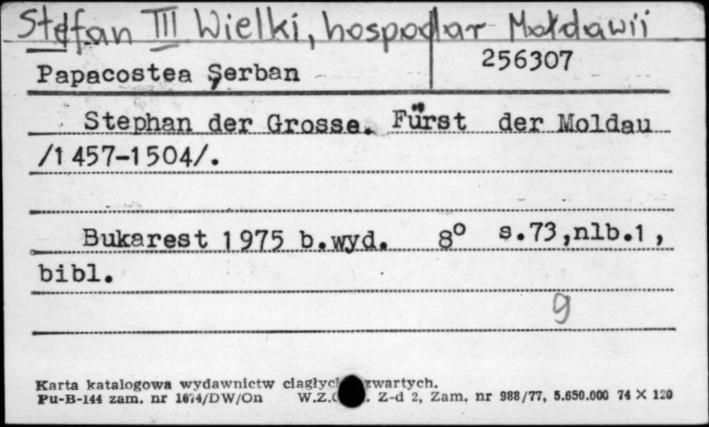 Stefan III Wielki, hospodar Mołdawii
Papacostea Șerban 256307
Stephan der Grosse. Fürst der Moldau
/1457-1504/.
Bukarest 1975 b.wyd. 8° s.73,nlb.1,
bibl.
9
Karta katalogowa wydawnictw ciągłych zwartych.
Pu-B-144 zam. nr 1674/DW/On W.Z.G. Z-d 2, Zam. nr 988/77, 5.650.000 74 X 120